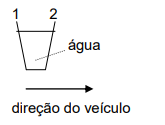 1 2
água
direção do veículo